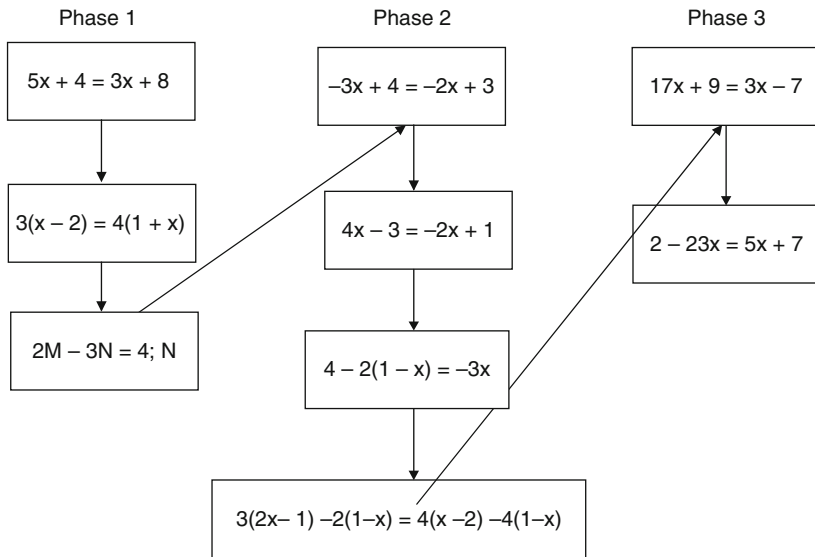 Phase 1
5x + 4 = 3x + 8
3(x – 2) = 4(1 + x)
2M – 3N = 4; N
Phase 2
–3x + 4 = –2x + 3
4x – 3 = –2x + 1
4 – 2(1 – x) = –3x
3(2x– 1) –2(1–x) = 4(x –2) –4(1–x)
Phase 3
17x + 9 = 3x – 7
2 – 23x = 5x + 7